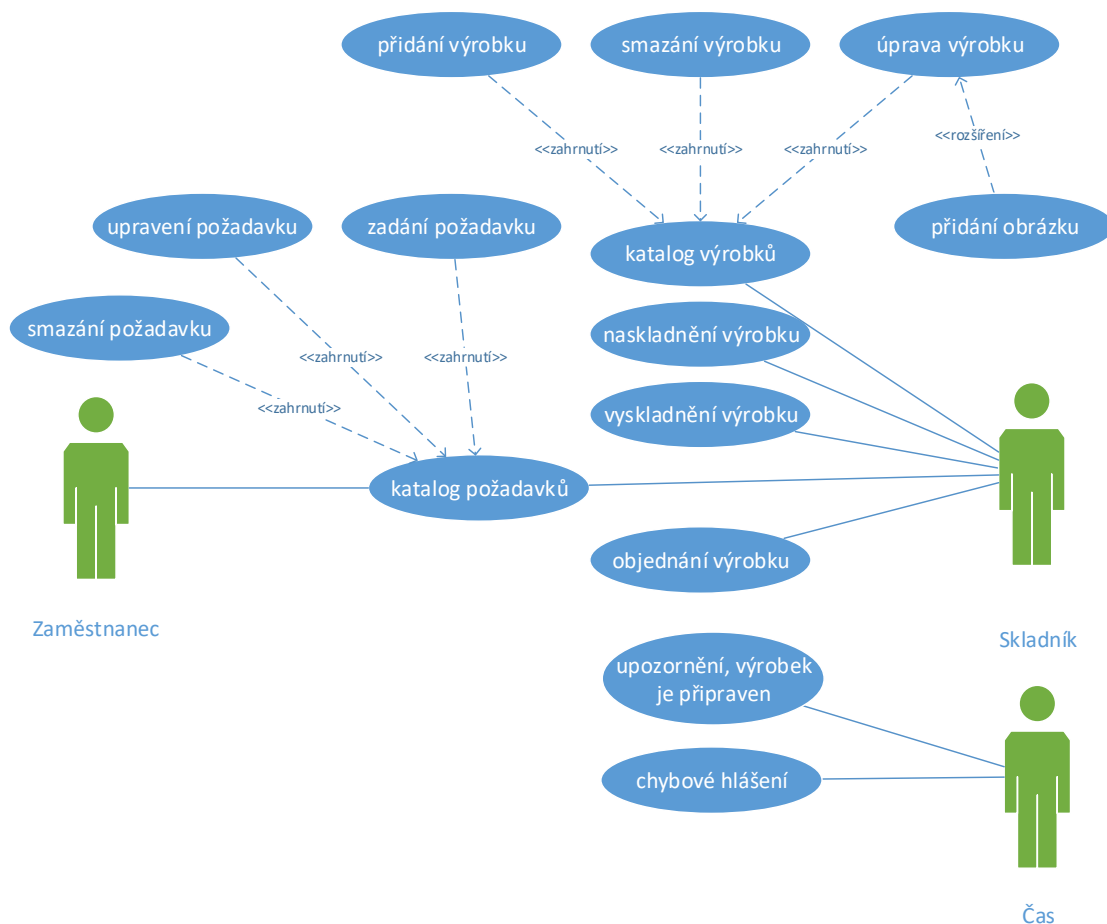 přidání výrobku
smazání výrobku
úprava výrobku
<<rozšíření>>
<<zahrnutí>>
<<zahrnutí>>
<<zahrnutí>>
upravení požadavku
zadání požadavku
přidání obrázku
katalog výrobků
smazání požadavku
naskladnění výrobku
<<zahrnutí>>
<<zahrnutí>>
<<zahrnutí>>
vyskladnění výrobku
katalog požadavků
objednání výrobku
Zaměstnanec
Skladník
upozornění, výrobek
je připraven
chybové hlášení
Čas